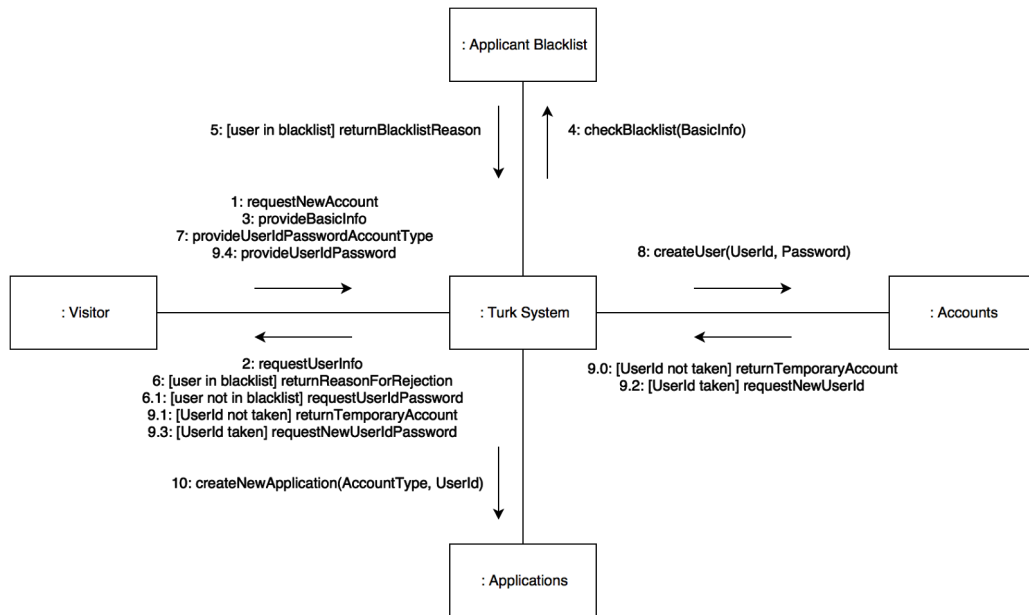 : Applicant Blacklist
5: [user in blacklist] returnBlacklistReason
4: checkBlacklist(BasicInfo)
1: requestNewAccount
3: provideBasicInfo
7: provideUserIdPasswordAccountType
9.4: provideUserIdPassword
8: createUser(UserId, Password)
: Visitor
: Turk System
: Accounts
2: requestUserInfo
6: [user in blacklist] returnReasonForRejection
6.1: [user not in blacklist] requestUserIdPassword
9.1: [UserId not taken] returnTemporaryAccount
9.3: [UserId taken] requestNewUserIdPassword
9.0: [UserId not taken] returnTemporaryAccount
9.2: [UserId taken] requestNewUserId
10: createNewApplication(AccountType, UserId)
: Applications